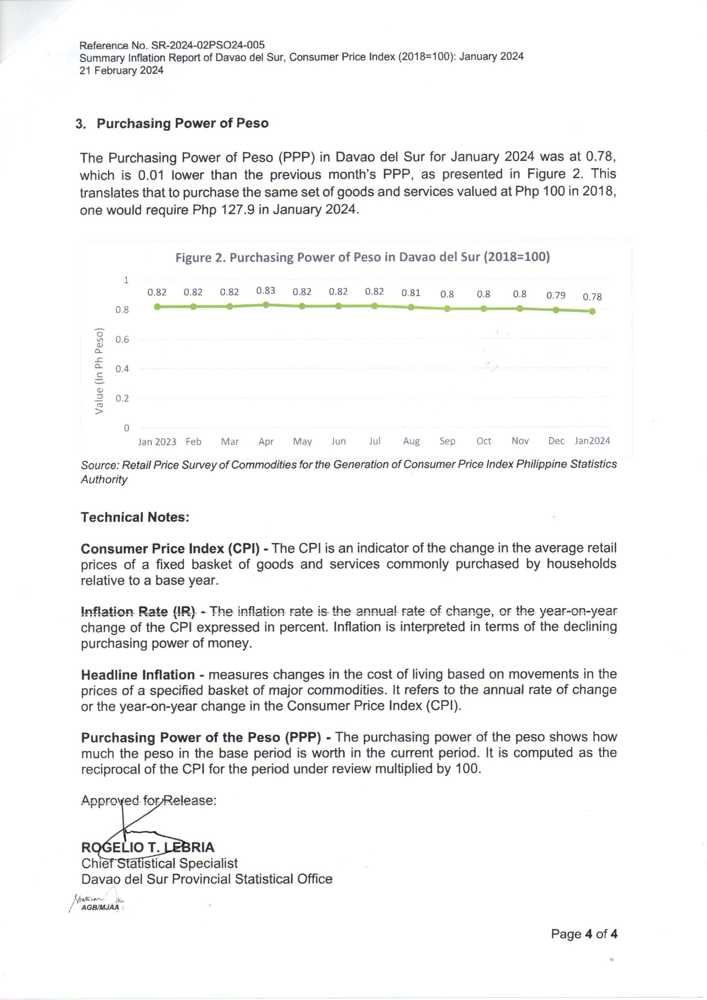 Reference No. SR-2024-02PSO24-005
Summary Inflation Report of Davao del Sur, Consumer Price Index (2018=100): January 2024
21 February 2024
3. Purchasing Power of Peso
The Purchasing Power of Peso (PPP) in Davao del Sur for January 2024 was at 0.78,
which is 0.01 lower than the previous month's PPP, as presented in Figure 2. This
translates that to purchase the same set of goods and services valued at Php 100 in 2018,
one would require Php 127.9 in January 2024.
Figure 2. Purchasing Power of Peso in Davao del Sur (2018=100)
1
0.82 0.82 0.82 0.83 0.82 0.82 0.82 0.81 0.8 0.8 0.8 0.79 0.78
0.8
0.6
0.4
0.2
0
Value (In Ph Peso)
Jan 2023 Feb Mar Apr May Jun Jul Aug Sep Oct Nov Dec Jan2024
Source: Retail Price Survey of Commodities for the Generation of Consumer Price Index Philippine Statistics
Authority
Technical Notes:
Consumer Price Index (CPI) - The CPI is an indicator of the change in the average retail
prices of a fixed basket of goods and services commonly purchased by households
relative to a base year.
Inflation Rate (IR) - The inflation rate is the annual rate of change, or the year-on-year
change of the CPI expressed in percent. Inflation is interpreted in terms of the declining
purchasing power of money.
Headline Inflation - measures changes in the cost of living based on movements in the
prices of a specified basket of major commodities. It refers to the annual rate of change
or the year-on-year change in the Consumer Price Index (CPI).
Purchasing Power of the Peso (PPP) - The purchasing power of the peso shows how
much the peso in the base period is worth in the current period. It is computed as the
reciprocal of the CPI for the period under review multiplied by 100.
Approved for Release:
ROGELIO T. LEBRIA
Chief Statistical Specialist
Davao del Sur Provincial Statistical Office
AGB/MJAA
Page 4 of 4